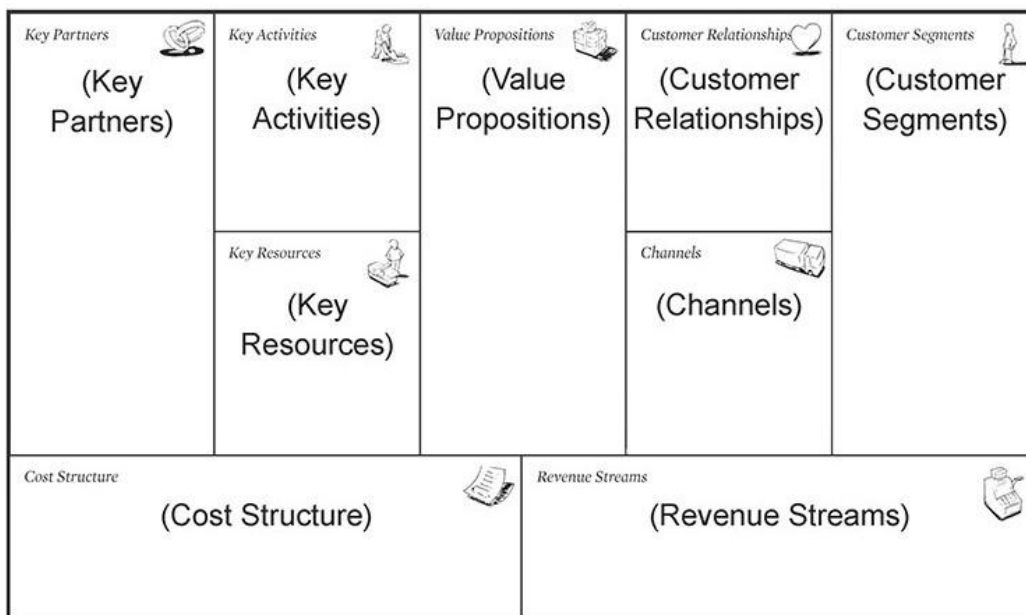 Key Partners
(Key
Partners)
Key Activities
(Key
Activities)
Key Resources
(Key
Resources)
Value Propositions
(Value
Propositions)
Customer Relationships
(Customer
Relationships)
Channels
(Channels)
Customer Segments
(Customer
Segments)
Cost Structure
(Cost Structure)
Revenue Streams
(Revenue Streams)